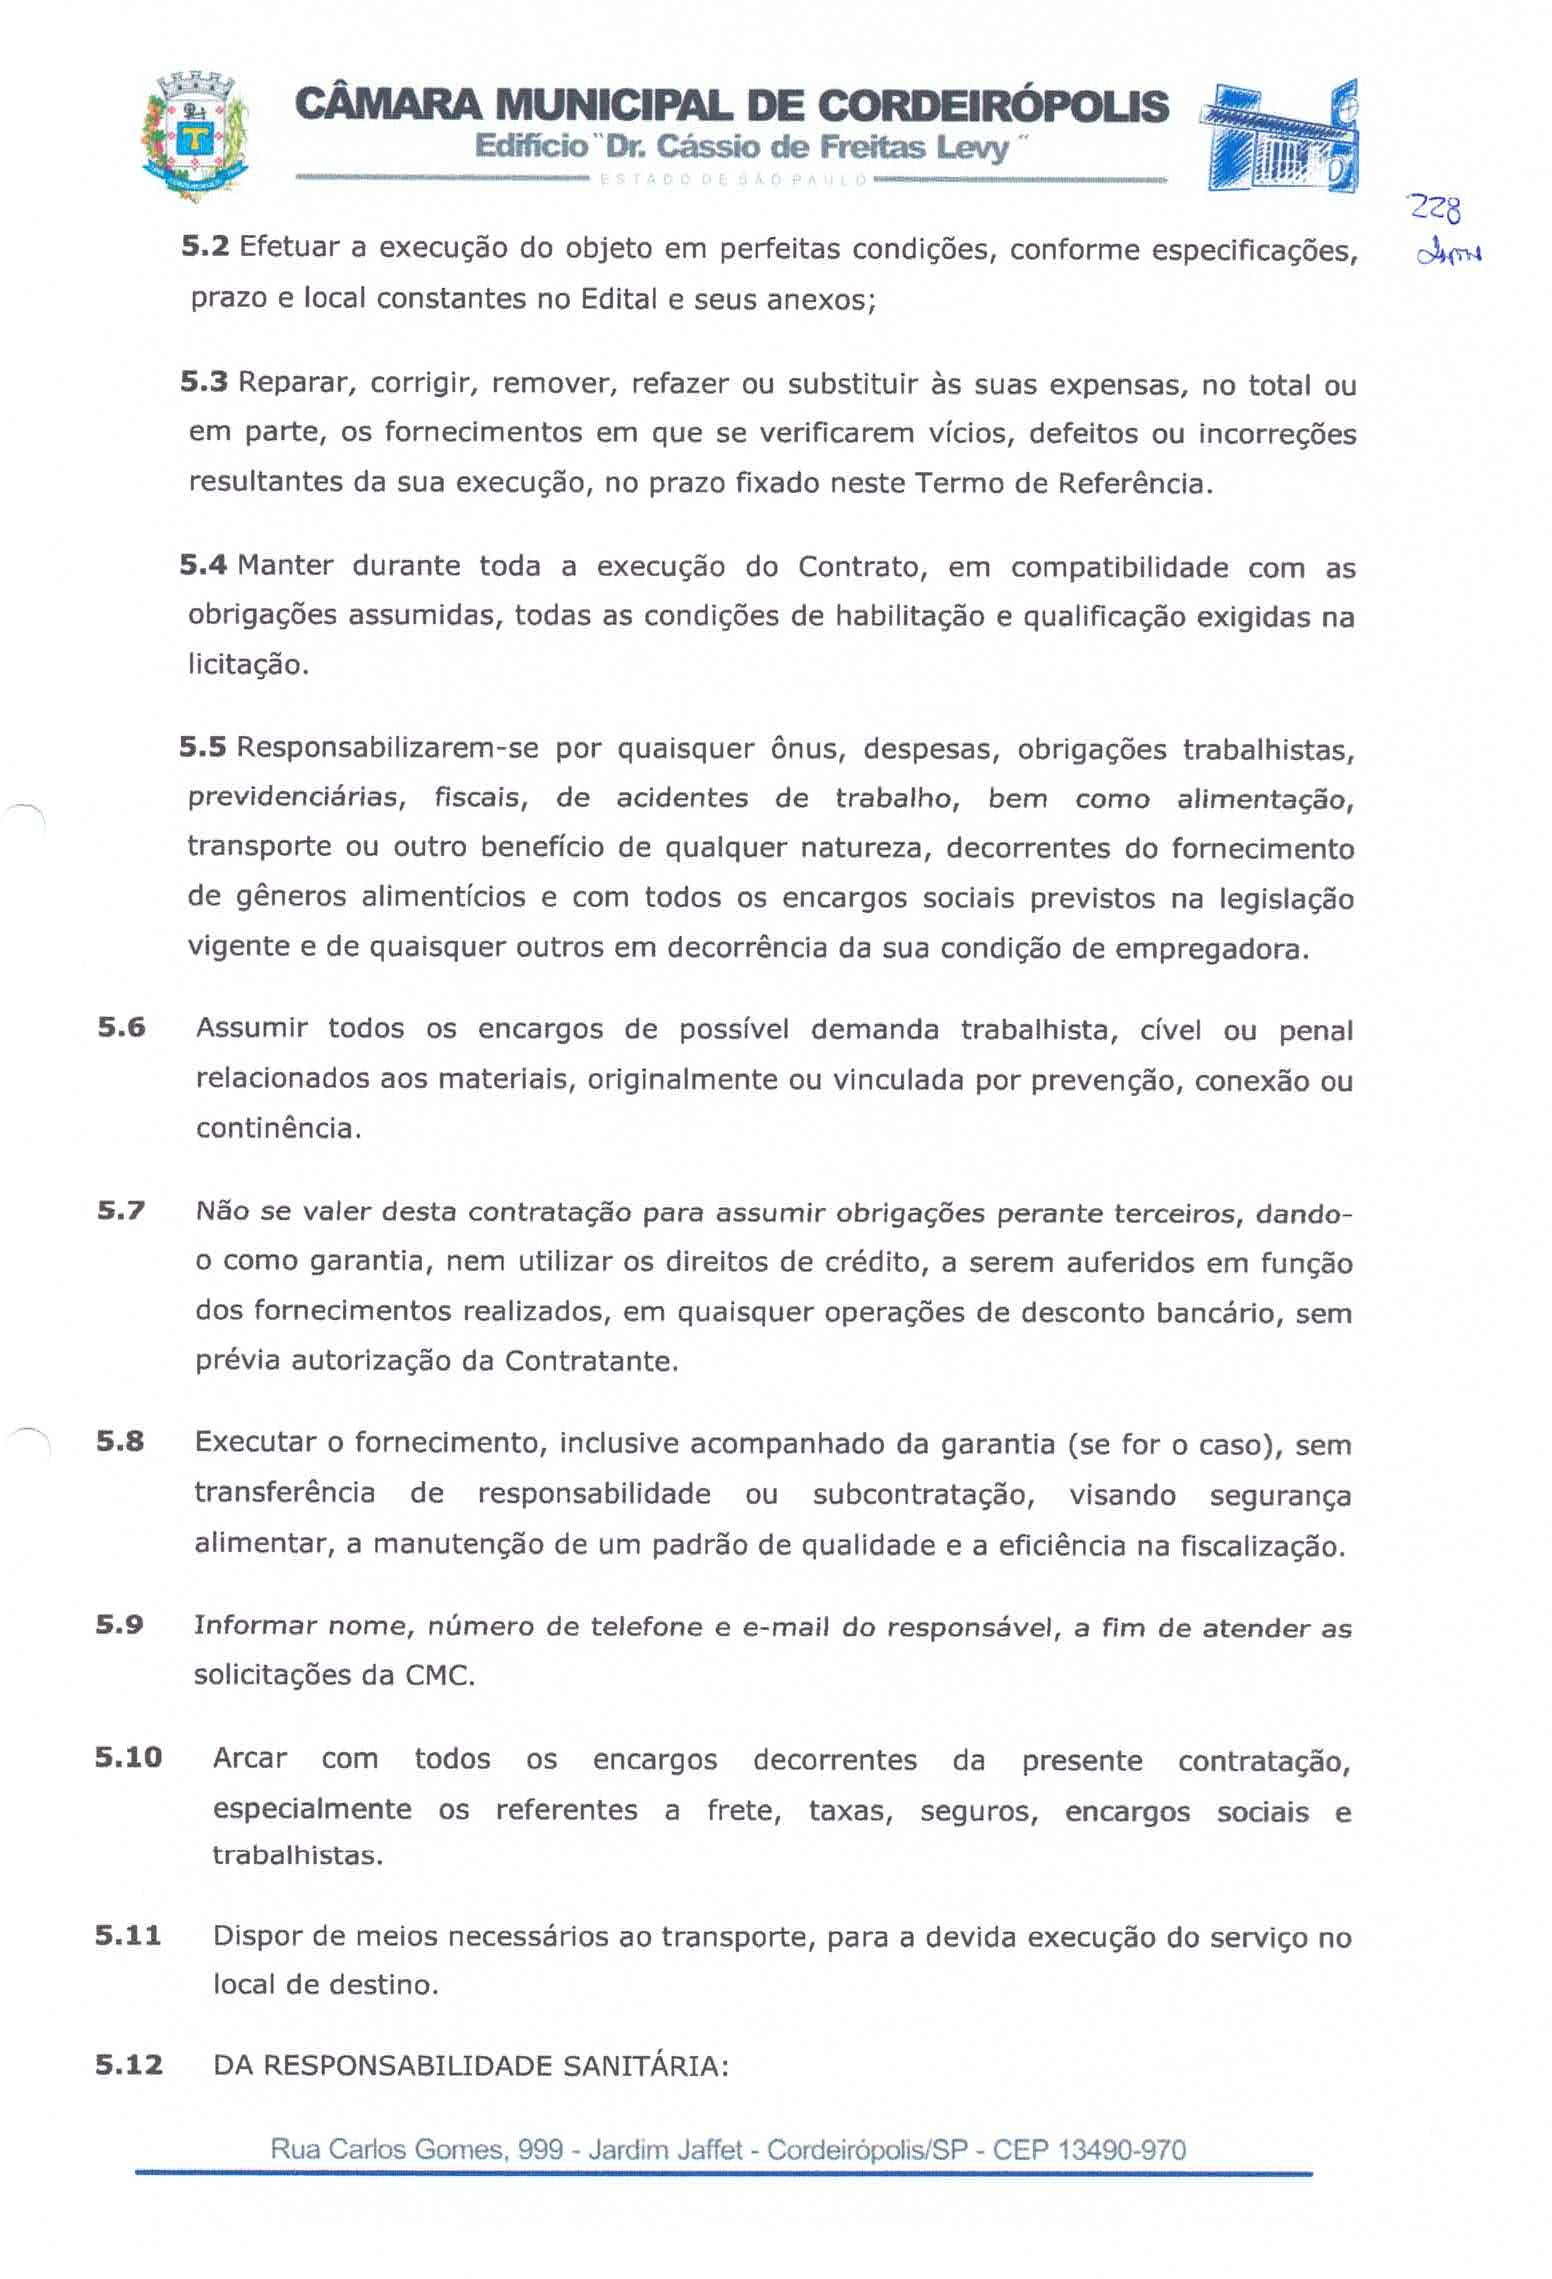 CÂMARA MUNICIPAL DE CORDEIRÓPOLIS
Edifício "Dr. Cássio de Freitas Levy"
ESTADO DE SÃO PAULO
228
5.2 Efetuar a execução do objeto em perfeitas condições, conforme especificações,
prazo e local constantes no Edital e seus anexos;
5.3 Reparar, corrigir, remover, refazer ou substituir às suas expensas, no total ou
em parte, os fornecimentos em que se verificarem vícios, defeitos ou incorreções
resultantes da sua execução, no prazo fixado neste Termo de Referência.
5.4 Manter durante toda a execução do Contrato, em compatibilidade com as
obrigações assumidas, todas as condições de habilitação e qualificação exigidas na
licitação.
5.5 Responsabilizarem-se por quaisquer ônus, despesas, obrigações trabalhistas,
previdenciárias, fiscais, de acidentes de trabalho, bem como alimentação,
transporte ou outro benefício de qualquer natureza, decorrentes do fornecimento
de gêneros alimentícios e com todos os encargos sociais previstos na legislação
vigente e de quaisquer outros em decorrência da sua condição de empregadora.
5.6 Assumir todos os encargos de possível demanda trabalhista, cível ou penal
relacionados aos materiais, originalmente ou vinculada por prevenção, conexão ou
continência.
5.7 Não se valer desta contratação para assumir obrigações perante terceiros, dando-
o como garantia, nem utilizar os direitos de crédito, a serem auferidos em função
dos fornecimentos realizados, em quaisquer operações de desconto bancário, sem
prévia autorização da Contratante.
5.8 Executar o fornecimento, inclusive acompanhado da garantia (se for o caso), sem
transferência de responsabilidade ou subcontratação, visando segurança
alimentar, a manutenção de um padrão de qualidade e a eficiência na fiscalização.
5.9 Informar nome, número de telefone e e-mail do responsável, a fim de atender as
solicitações da CMC.
5.10 Arcar com todos os encargos decorrentes da presente contratação,
especialmente os referentes a frete, taxas, seguros, encargos sociais e
trabalhistas.
5.11 Dispor de meios necessários ao transporte, para a devida execução do serviço no
local de destino.
5.12 DA RESPONSABILIDADE SANITÁRIA:
Rua Carlos Gomes, 999 - Jardim Jaffet - Cordeirópolis/SP - CEP 13490-970